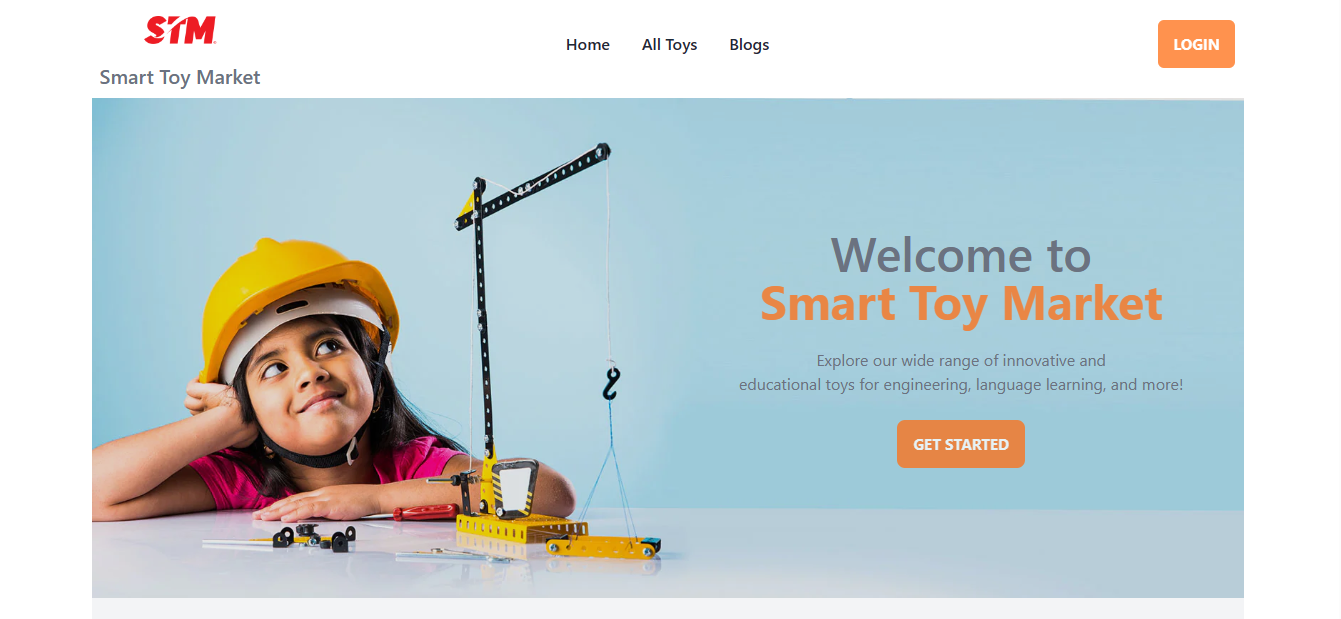 STM
Smart Toy Market
Home
All Toys
Blogs
LOGIN
Welcome to
Smart Toy Market
Explore our wide range of innovative and
educational toys for engineering, language learning, and more!
GET STARTED